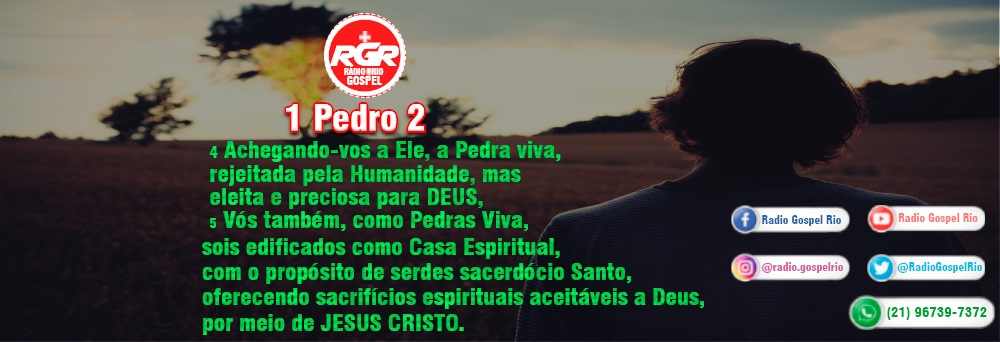 RGR
RÁDIO RIO
GOSPEL
1 Pedro 2
4 Achegando-vos a Ele, a Pedra viva,
rejeitada pela Humanidade, mas
eleita e preciosa para DEUS,
5 Vós também, como Pedras Viva,
sois edificados como Casa Espiritual,
com o propósito de serdes sacerdócio Santo,
oferecendo sacrifícios espirituais aceitáveis a Deus,
por meio de JESUS CRISTO.
Radio Gospel Rio
Radio Gospel Rio
@radio.gospelrio
@RadioGospelRio
(21) 96739-7372